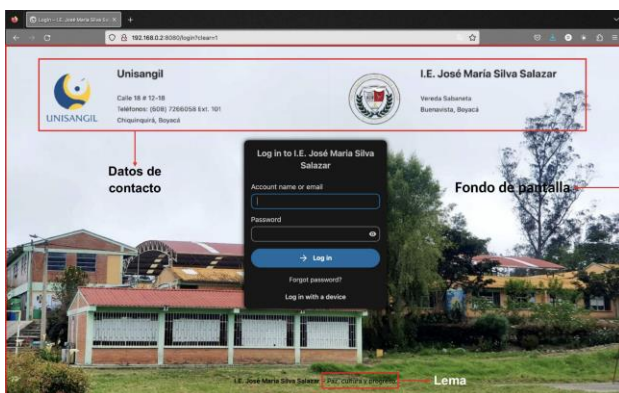 Login – I.E. José María Silva Sa
192.168.0.2:8080/login?clear=1
Unisangil
Calle 16 # 12-18
Teléfonos: (608) 7266058 Ext. 101
Chiquinquirá, Boyacá
UNISANGIL
I.E. José María Silva Salazar
Vereda Sabaneta
Buenavista, Boyacá
Datos de
contacto
Fondo de pantalla
Log in to I.E. José María Silva
Salazar
Account name or email
Password
→ Log in
Forgot password?
Log in with a device
I.E. José María Silva Salazar - Paz, cultura y progreso
Lema